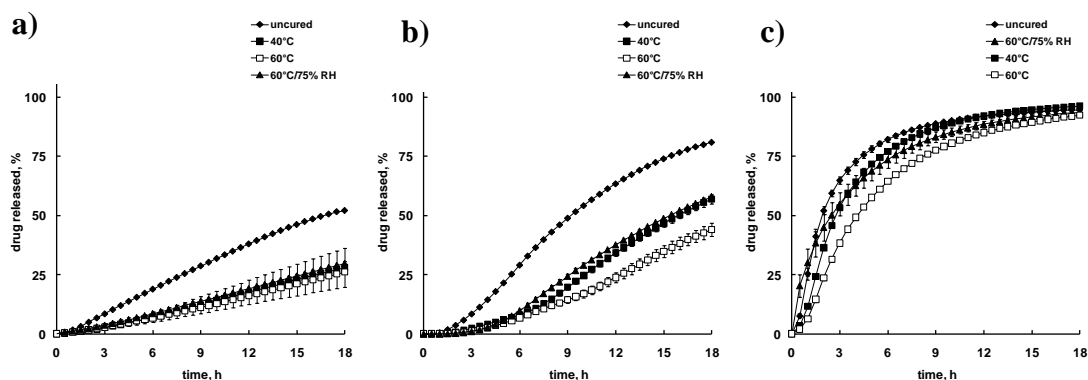 a)
uncured
40°C
60°C
60°C/75% RH
100
75
50
25
0
drug released, %
0 3 6 9 12 15 18
time, h
b)
uncured
40°C
60°C
60°C/75% RH
100
75
50
25
0
drug released, %
0 3 6 9 12 15 18
time, h
c)
uncured
60°C/75% RH
40°C
60°C
100
75
50
25
0
drug released, %
0 3 6 9 12 15 18
time, h